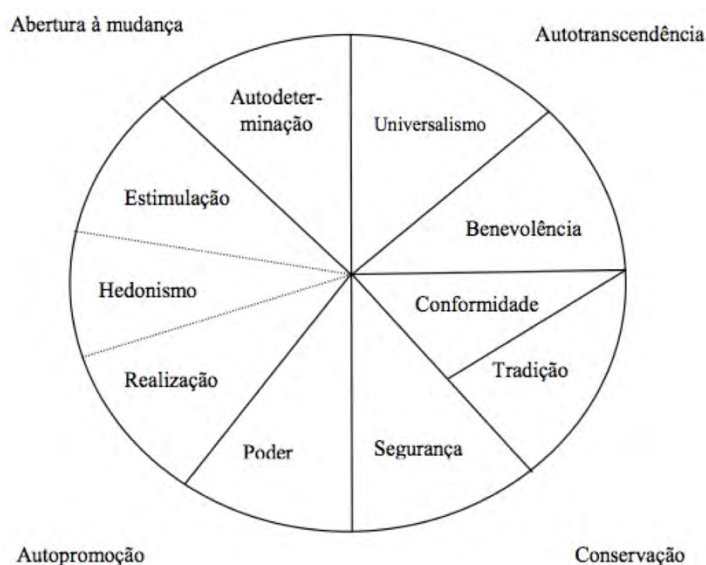 Abertura à mudança
Autotranscendência
Autodeter-
minação
Universalismo
Estimulação
Benevolência
Hedonismo
Conformidade
Realização
Tradição
Poder
Segurança
Autopromoção
Conservação